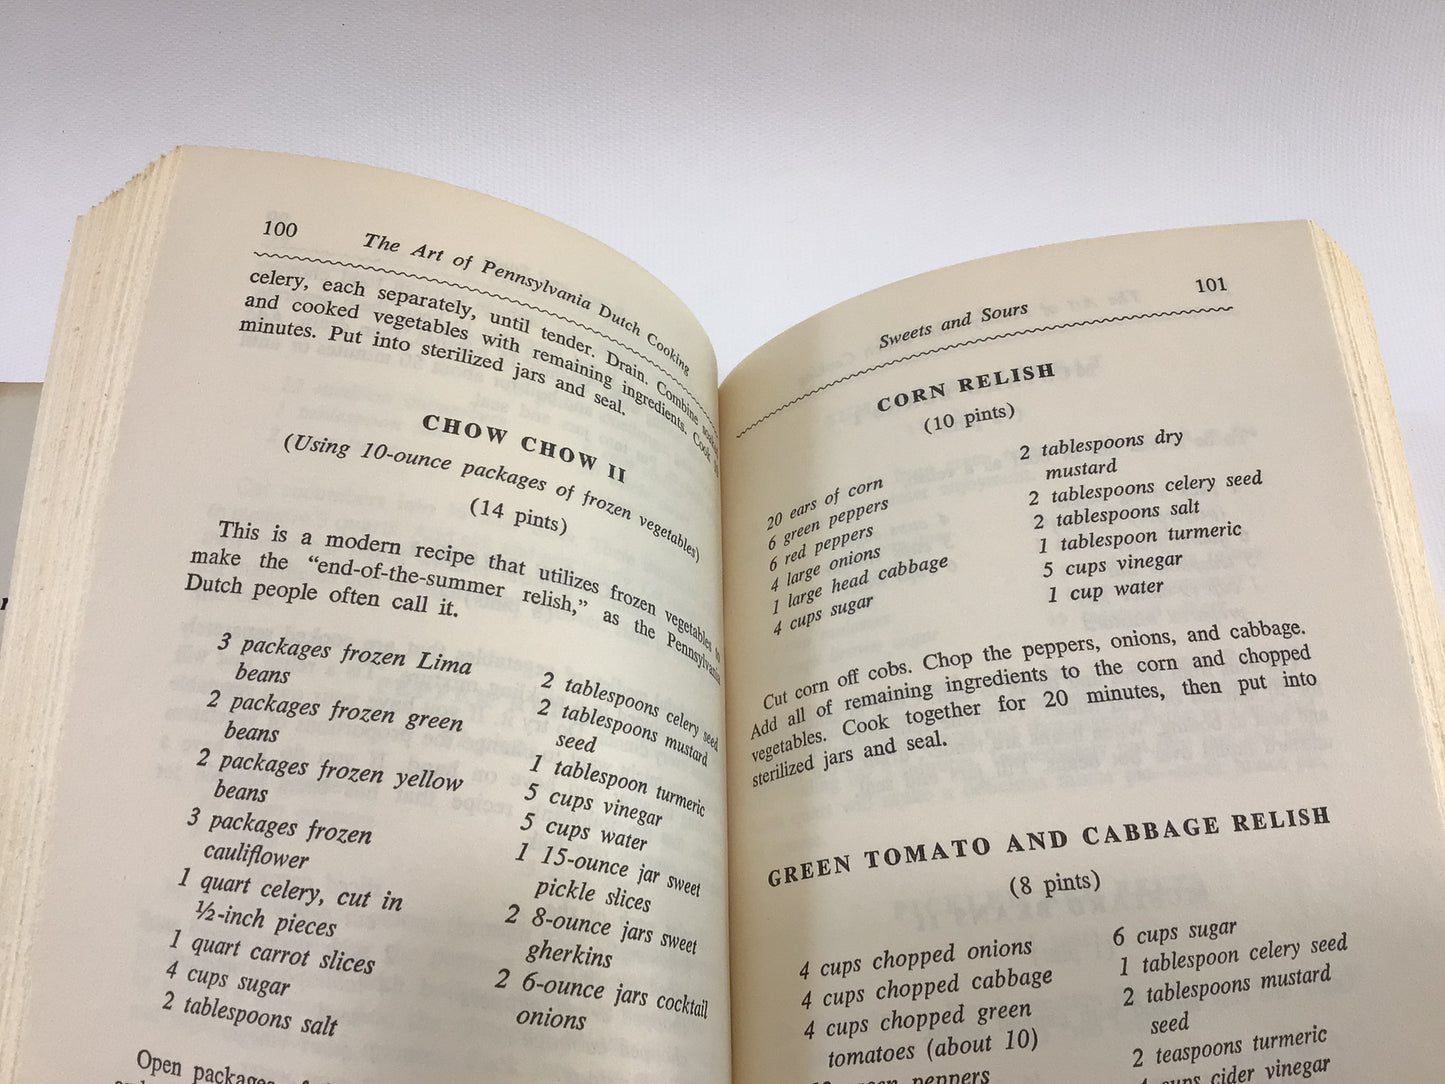 100
The Art of Pennsylvania Dutch Cooking
celery, each separately, until tender. Drain. Combine
and cooked vegetables with remaining ingredients. Cook
minutes. Put into sterilized jars and seal.
CHOW CHOW II
(Using 10-ounce packages of frozen vegetables)
(14 pints)
This is a modern recipe that utilizes frozen vegetables to
make the “end-of-the-summer relish,” as the Pennsylvania
Dutch people often call it.
3 packages frozen Lima
beans
2 packages frozen green
beans
2 packages frozen yellow
beans
3 packages frozen
cauliflower
1 quart celery, cut in
½-inch pieces
1 quart carrot slices
4 cups sugar
2 tablespoons salt
2 tablespoons celery seed
2 tablespoons mustard
seed
1 tablespoon turmeric
5 cups vinegar
5 cups water
1 15-ounce jar sweet
pickle slices
2 8-ounce jars sweet
gherkins
2 6-ounce jars cocktail
onions
Open packages
Sweets and Sours
101
CORN RELISH
(10 pints)
20 ears of corn
6 green peppers
6 red peppers
4 large onions
1 large head cabbage
4 cups sugar
2 tablespoons dry
mustard
2 tablespoons celery seed
2 tablespoons salt
1 tablespoon turmeric
5 cups vinegar
1 cup water
Cut corn off cobs. Chop the peppers, onions, and cabbage.
Add all of remaining ingredients to the corn and chopped
vegetables. Cook together for 20 minutes, then put into
sterilized jars and seal.
GREEN TOMATO AND CABBAGE RELISH
(8 pints)
4 cups chopped onions
4 cups chopped cabbage
4 cups chopped green
tomatoes (about 10)
green peppers
6 cups sugar
1 tablespoon celery seed
2 tablespoons mustard
seed
2 teaspoons turmeric
cups cider vinegar